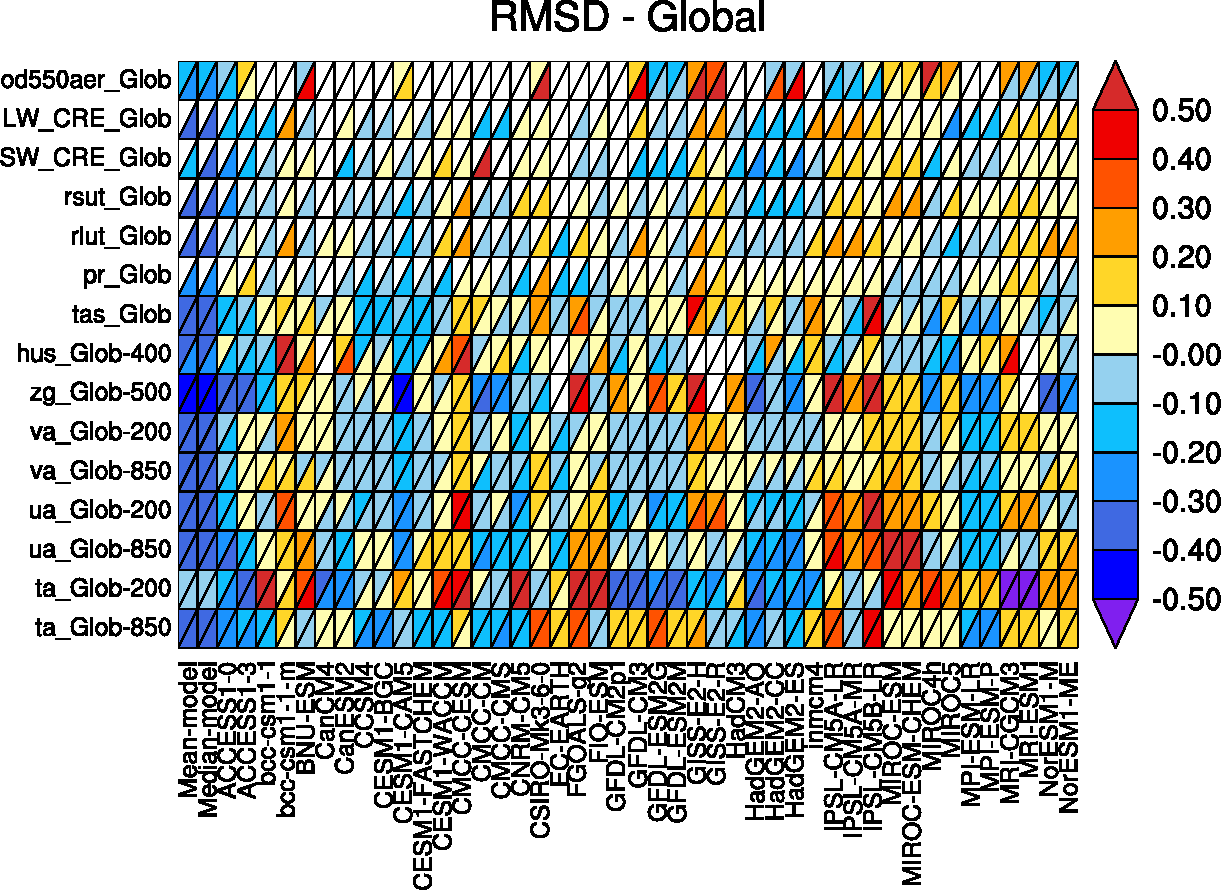 RMSD - Global
od550aer_Glob
LW_CRE_Glob
SW_CRE_Glob
rsut_Glob
rlut_Glob
pr_Glob
tas_Glob
hus_Glob-400
zg_Glob-500
va_Glob-200
va_Glob-850
ua_Glob-200
ua_Glob-850
ta_Glob-200
ta_Glob-850
0.50
0.40
0.30
0.20
0.10
-0.00
-0.10
-0.20
-0.30
-0.40
-0.50
Mean-model
Median-model
ACCESS1-0
ACCESS1-3
bcc-csm1-1
bcc-csm1-1-m
BNU-ESM
CanCM4
CanESM2
CCSM4
CESM1-BGC
CESM1-CAM5
CESM1-FASTCHEM
CESM1-WACCM
CMCC-CESM
CMCC-CM
CMCC-CMS
CNRM-CM5
CSIRO-Mk3-6-0
EC-EARTH
FGOALS-g2
FIO-ESM
GFDL-CM2p1
GFDL-CM3
GFDL-ESM2G
GFDL-ESM2M
GISS-E2-H
GISS-E2-R
HadCM3
HadGEM2-AO
HadGEM2-CC
HadGEM2-ES
inmcm4
IPSL-CM5A-LR
IPSL-CM5A-MR
IPSL-CM5B-LR
MIROC-ESM
MIROC-ESM-CHEM
MIROC4h
MIROC5
MPI-ESM-LR
MPI-ESM-P
MRI-CGCM3
MRI-ESM1
NorESM1-M
NorESM1-ME